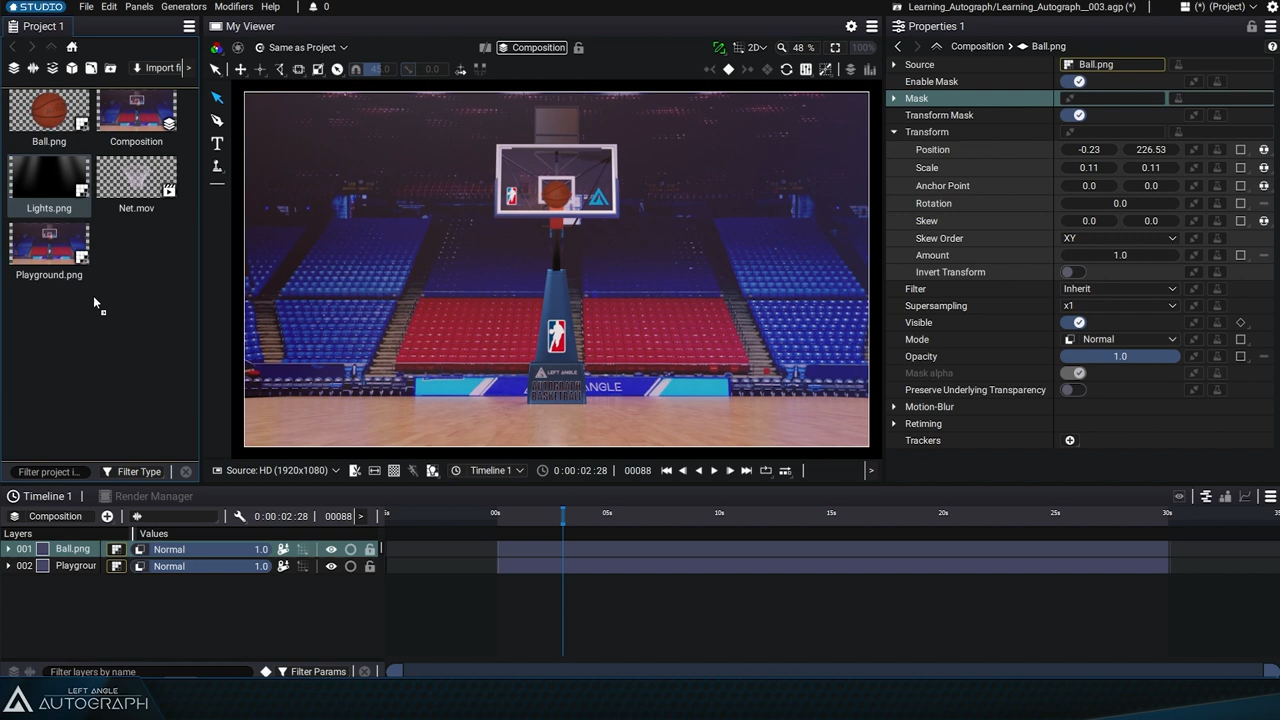 STUDIO File Edit Panels Generators Modifiers Help 0 Learning_Autograph/Learning_Autograph_003.agp (*) (*) (Project)
Project 1
My Viewer
Properties 1
Same as Project
Composition
2D
48 %
100%
Composition > Ball.png
Import fi >
45.0
0.0
Ball.png
Composition
Lights.png
Net.mov
Playground.png
LEFT ANGLE
AUTOGRAPH
BASKETBALL
ANGLE
Source Ball.png
Enable Mask
Mask
Transform Mask
Transform
Position -0.23 226.53
Scale 0.11 0.11
Anchor Point 0.0 0.0
Rotation 0.0
Skew 0.0 0.0
Skew Order XY
Amount 1.0
Invert Transform
Filter Inherit
Supersampling x1
Visible
Mode Normal
Opacity 1.0
Mask alpha
Preserve Underlying Transparency
Motion-Blur
Retiming
Trackers
Filter project i... Filter Type
Source: HD (1920x1080) Timeline 1 0:00:02:28 00088 >
Timeline 1 Render Manager
Composition 0:00:02:28 00088 >
s 00s 05s 10s 15s 20s 25s 30s
Layers Values
001 Ball.png Normal 1.0
002 Playgrour Normal 1.0
Filter layers by name Filter Params
LEFT ANGLE
AUTOGRAPH